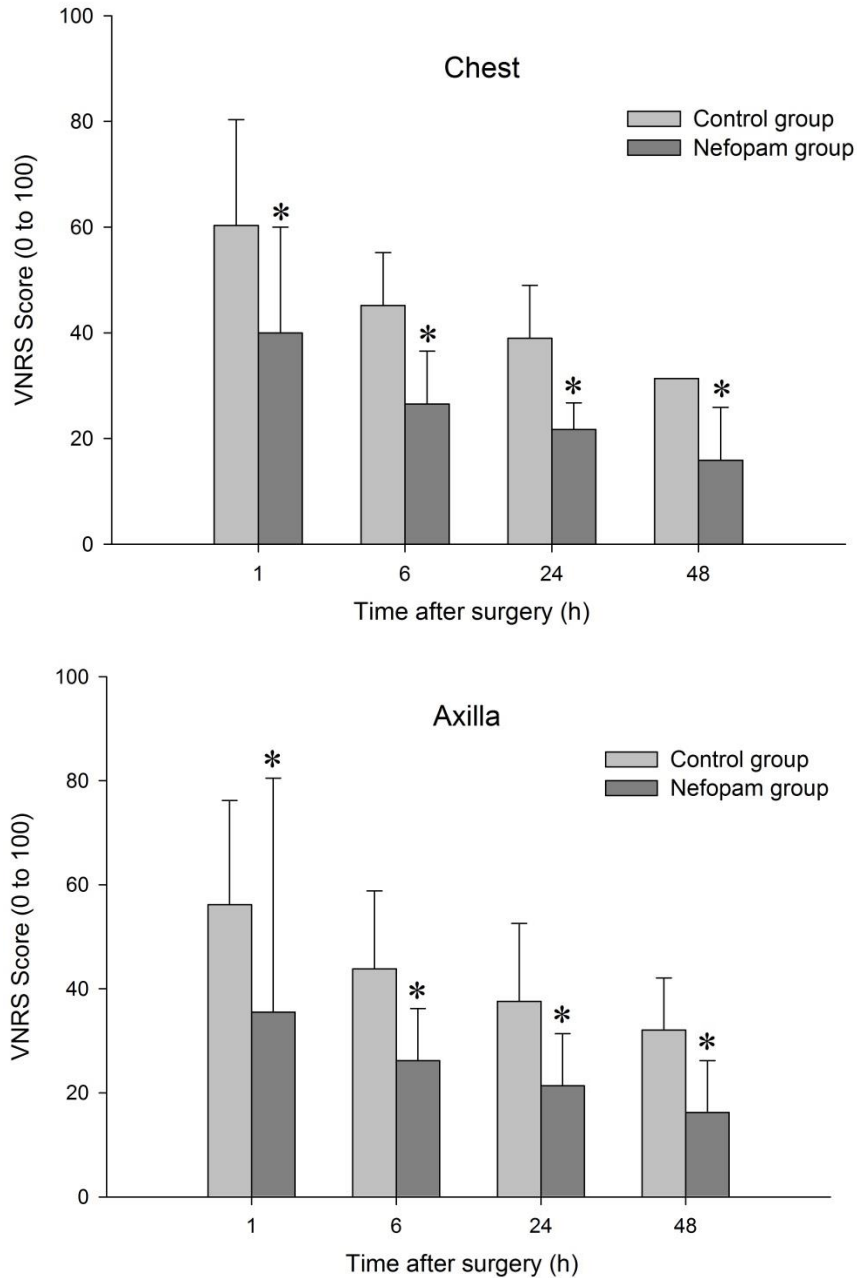 100
Chest
Control group
Nefopam group
80
60
40
20
0
*
*
*
*
VNRS Score (0 to 100)
1 6 24 48
Time after surgery (h)
100
Axilla
Control group
Nefopam group
80
60
40
20
0
*
*
*
*
VNRS Score (0 to 100)
1 6 24 48
Time after surgery (h)